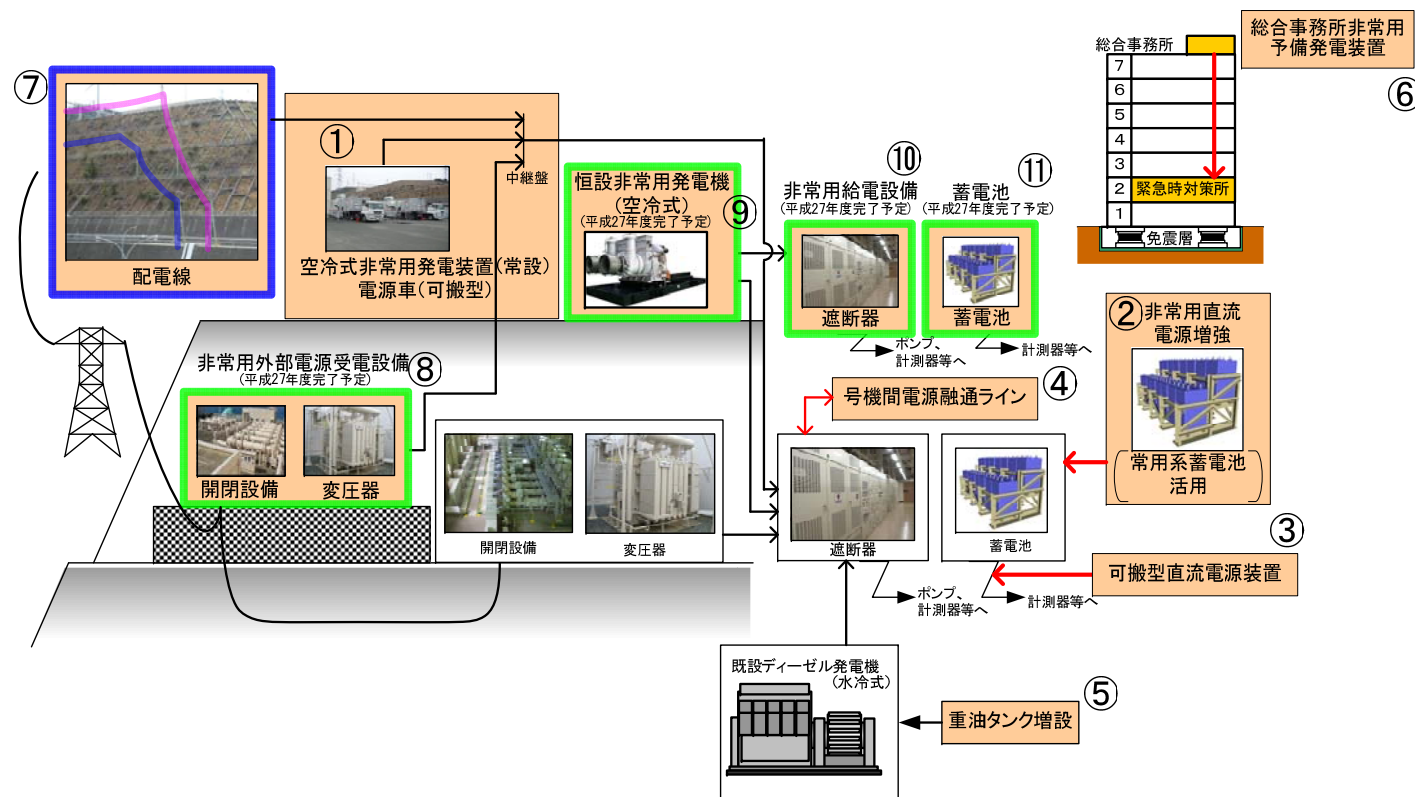 ⑦
配電線
①
空冷式非常用発電装置(常設)
電源車(可搬型)
中継盤
恒設非常用発電機
(空冷式)
(平成27年度完了予定)
⑨
⑩
非常用給電設備
(平成27年度完了予定)
遮断器
ポンプ、
計測器等へ
⑪
蓄電池
(平成27年度完了予定)
蓄電池
計測器等へ
総合事務所非常用
予備発電装置
⑥
総合事務所
7
6
5
4
3
2 緊急時対策所
1
免震層
②
非常用直流
電源増強
(常用系蓄電池
活用)
③
可搬型直流電源装置
④
号機間電源融通ライン
非常用外部電源受電設備
(平成27年度完了予定)
⑧
開閉設備
変圧器
開閉設備
変圧器
遮断器
蓄電池
ポンプ、
計測器等へ
計測器等へ
既設ディーゼル発電機
(水冷式)
⑤
重油タンク増設